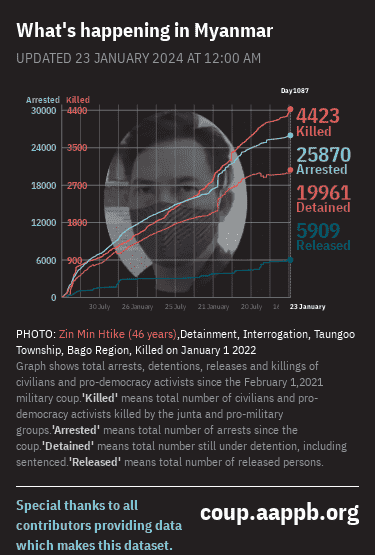 What's happening in Myanmar
UPDATED 23 JANUARY 2024 AT 12:00 AM
Day1087
Arrested Killed
30000 4400
24000 3500
18000 2700
12000 1800
6000 900
0
4423
Killed
25870
Arrested
19961
Detained
5909
Released
30 July 26 January 25 July 21 January 20 July 23 January
PHOTO: Zin Min Htike (46 years),Detainment, Interrogation, Taungoo
Township, Bago Region, Killed on January 1 2022
Graph shows total arrests, detentions, releases and killings of
civilians and pro-democracy activists since the February 1,2021
military coup.'Killed' means total number of civilians and pro-
democracy activists killed by the junta and pro-military
groups.'Arrested' means total number of arrests since the
coup.'Detained' means total number still under detention, including
sentenced.'Released' means total number of released persons.
Special thanks to all
contributors providing data
which makes this dataset.
coup.aappb.org